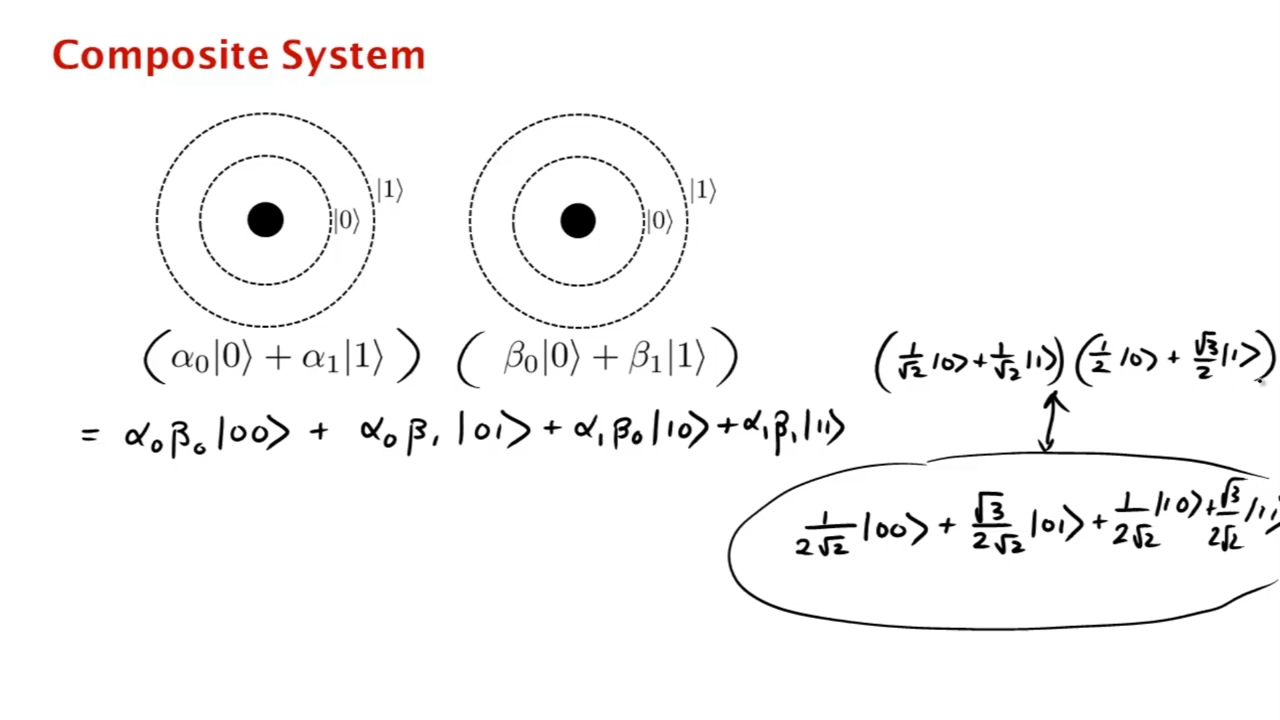 Composite System
|1⟩ |1⟩
|0⟩ |0⟩
(α₀|0⟩ + α₁|1⟩) (β₀|0⟩ + β₁|1⟩)
(1/√2 |0⟩ + 1/√2 |1⟩) (1/2 |0⟩ + √3/2 |1⟩)
= α₀β₀|00⟩ + α₀β₁|01⟩ + α₁β₀|10⟩ + α₁β₁|11⟩
1/2√2 |00⟩ + √3/2√2 |01⟩ + 1/2√2 |10⟩ + √3/2√2 |11⟩